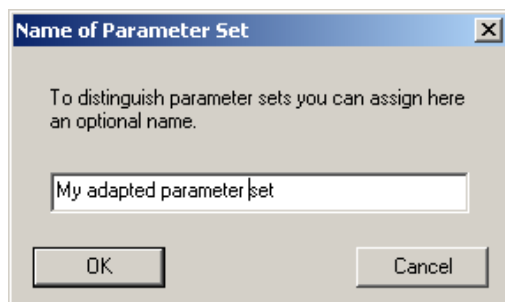 Name of Parameter Set
To distinguish parameter sets you can assign here
an optional name.
My adapted parameter set
OK
Cancel